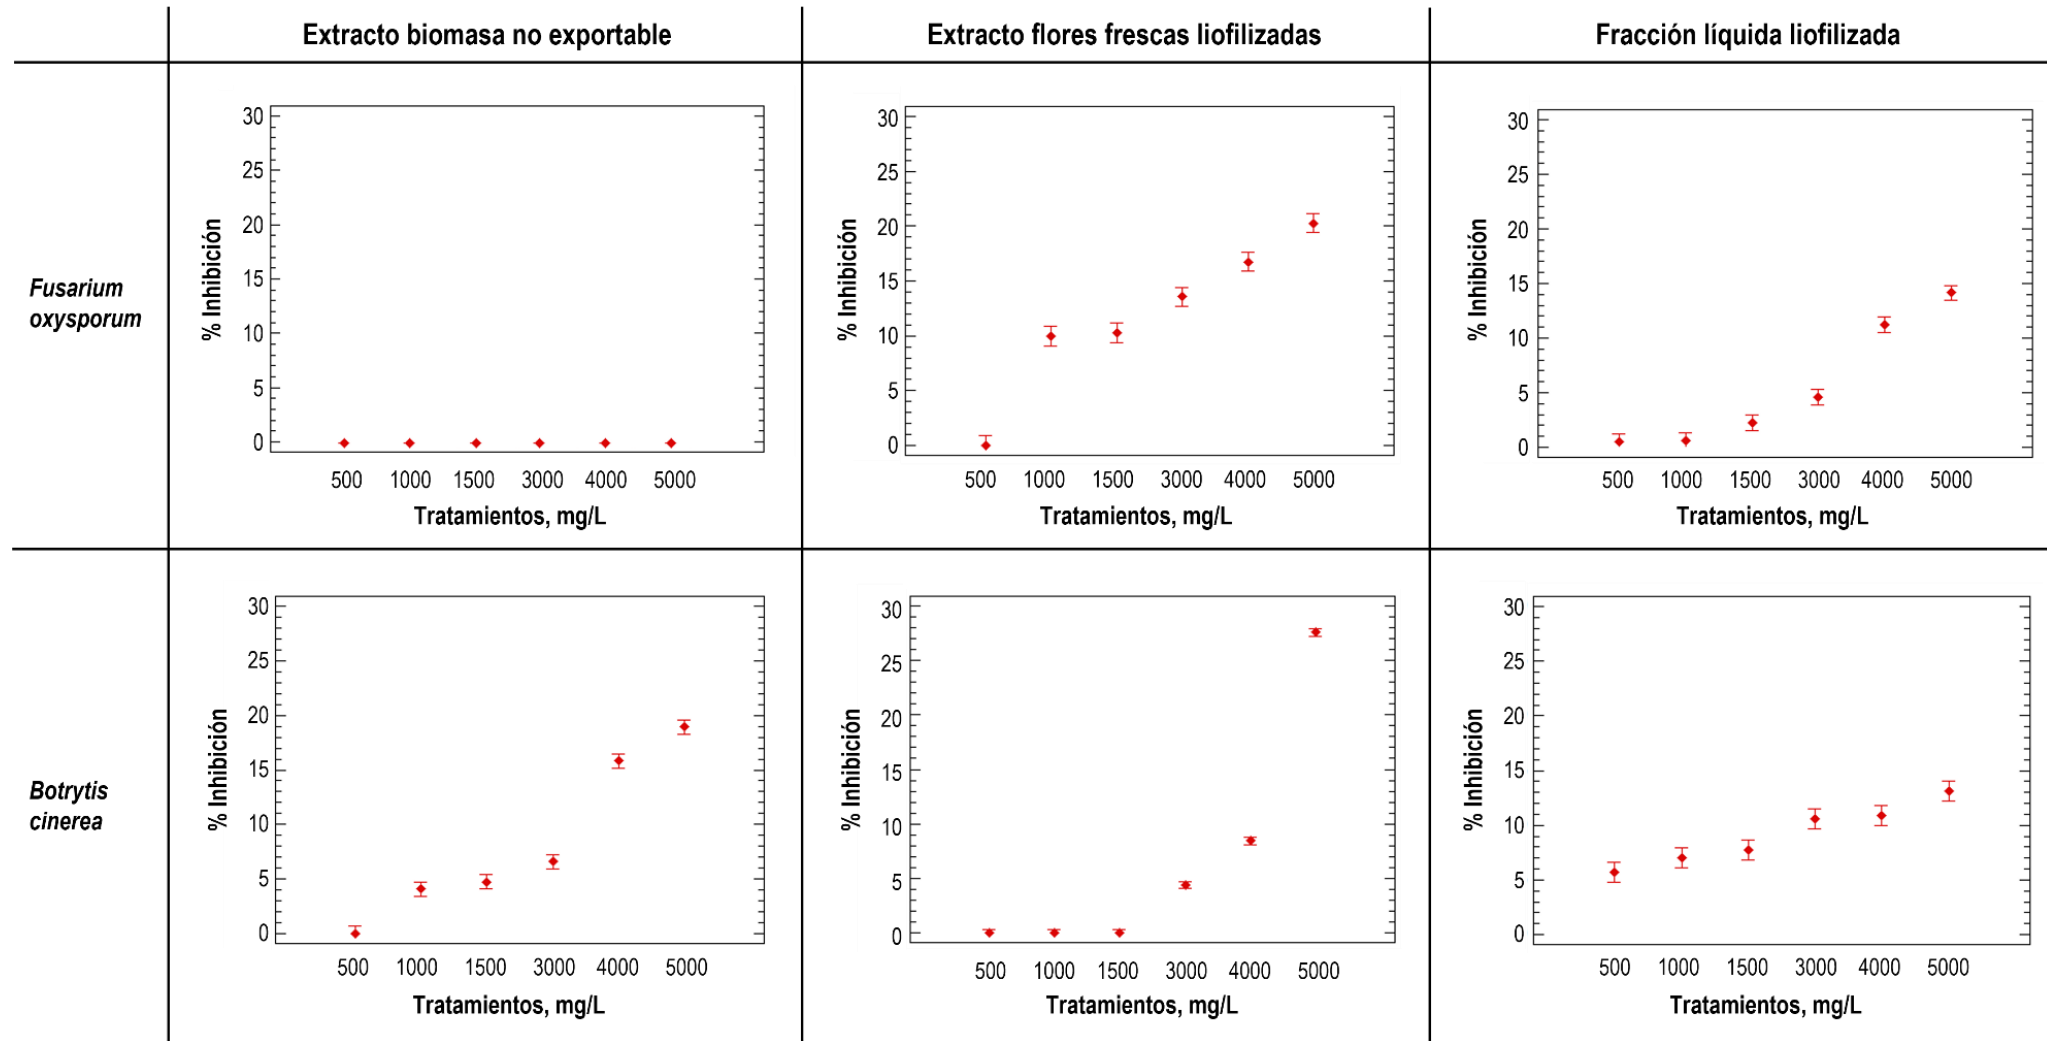 Extracto biomasa no exportable
Extracto flores frescas liofilizadas
Fracción líquida liofilizada
Fusarium
oxysporum
% Inhibición
30
25
20
15
10
5
0
500 1000 1500 3000 4000 5000
Tratamientos, mg/L
% Inhibición
30
25
20
15
10
5
0
500 1000 1500 3000 4000 5000
Tratamientos, mg/L
% Inhibición
30
25
20
15
10
5
0
500 1000 1500 3000 4000 5000
Tratamientos, mg/L
Botrytis
cinerea
% Inhibición
30
25
20
15
10
5
0
500 1000 1500 3000 4000 5000
Tratamientos, mg/L
% Inhibición
30
25
20
15
10
5
0
500 1000 1500 3000 4000 5000
Tratamientos, mg/L
% Inhibición
30
25
20
15
10
5
0
500 1000 1500 3000 4000 5000
Tratamientos, mg/L